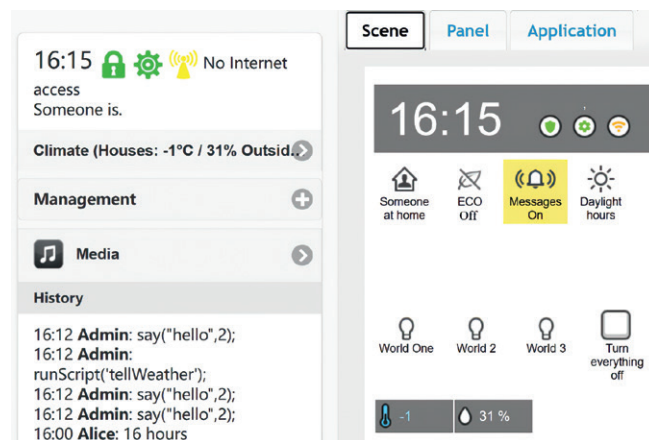 16:15 No Internet
access
Someone is.
Climate (Houses: -1°C / 31% Outsid..
Management
Media
History
16:12 Admin: say("hello",2);
16:12 Admin:
runScript('tellWeather');
16:12 Admin: say("hello",2);
16:12 Admin: say("hello",2);
16:00 Alice: 16 hours
Scene Panel Application
16:15
Someone
at home
ECO
Off
Messages
On
Daylight
hours
World One
World 2
World 3
Turn
everything
off
-1 31 %